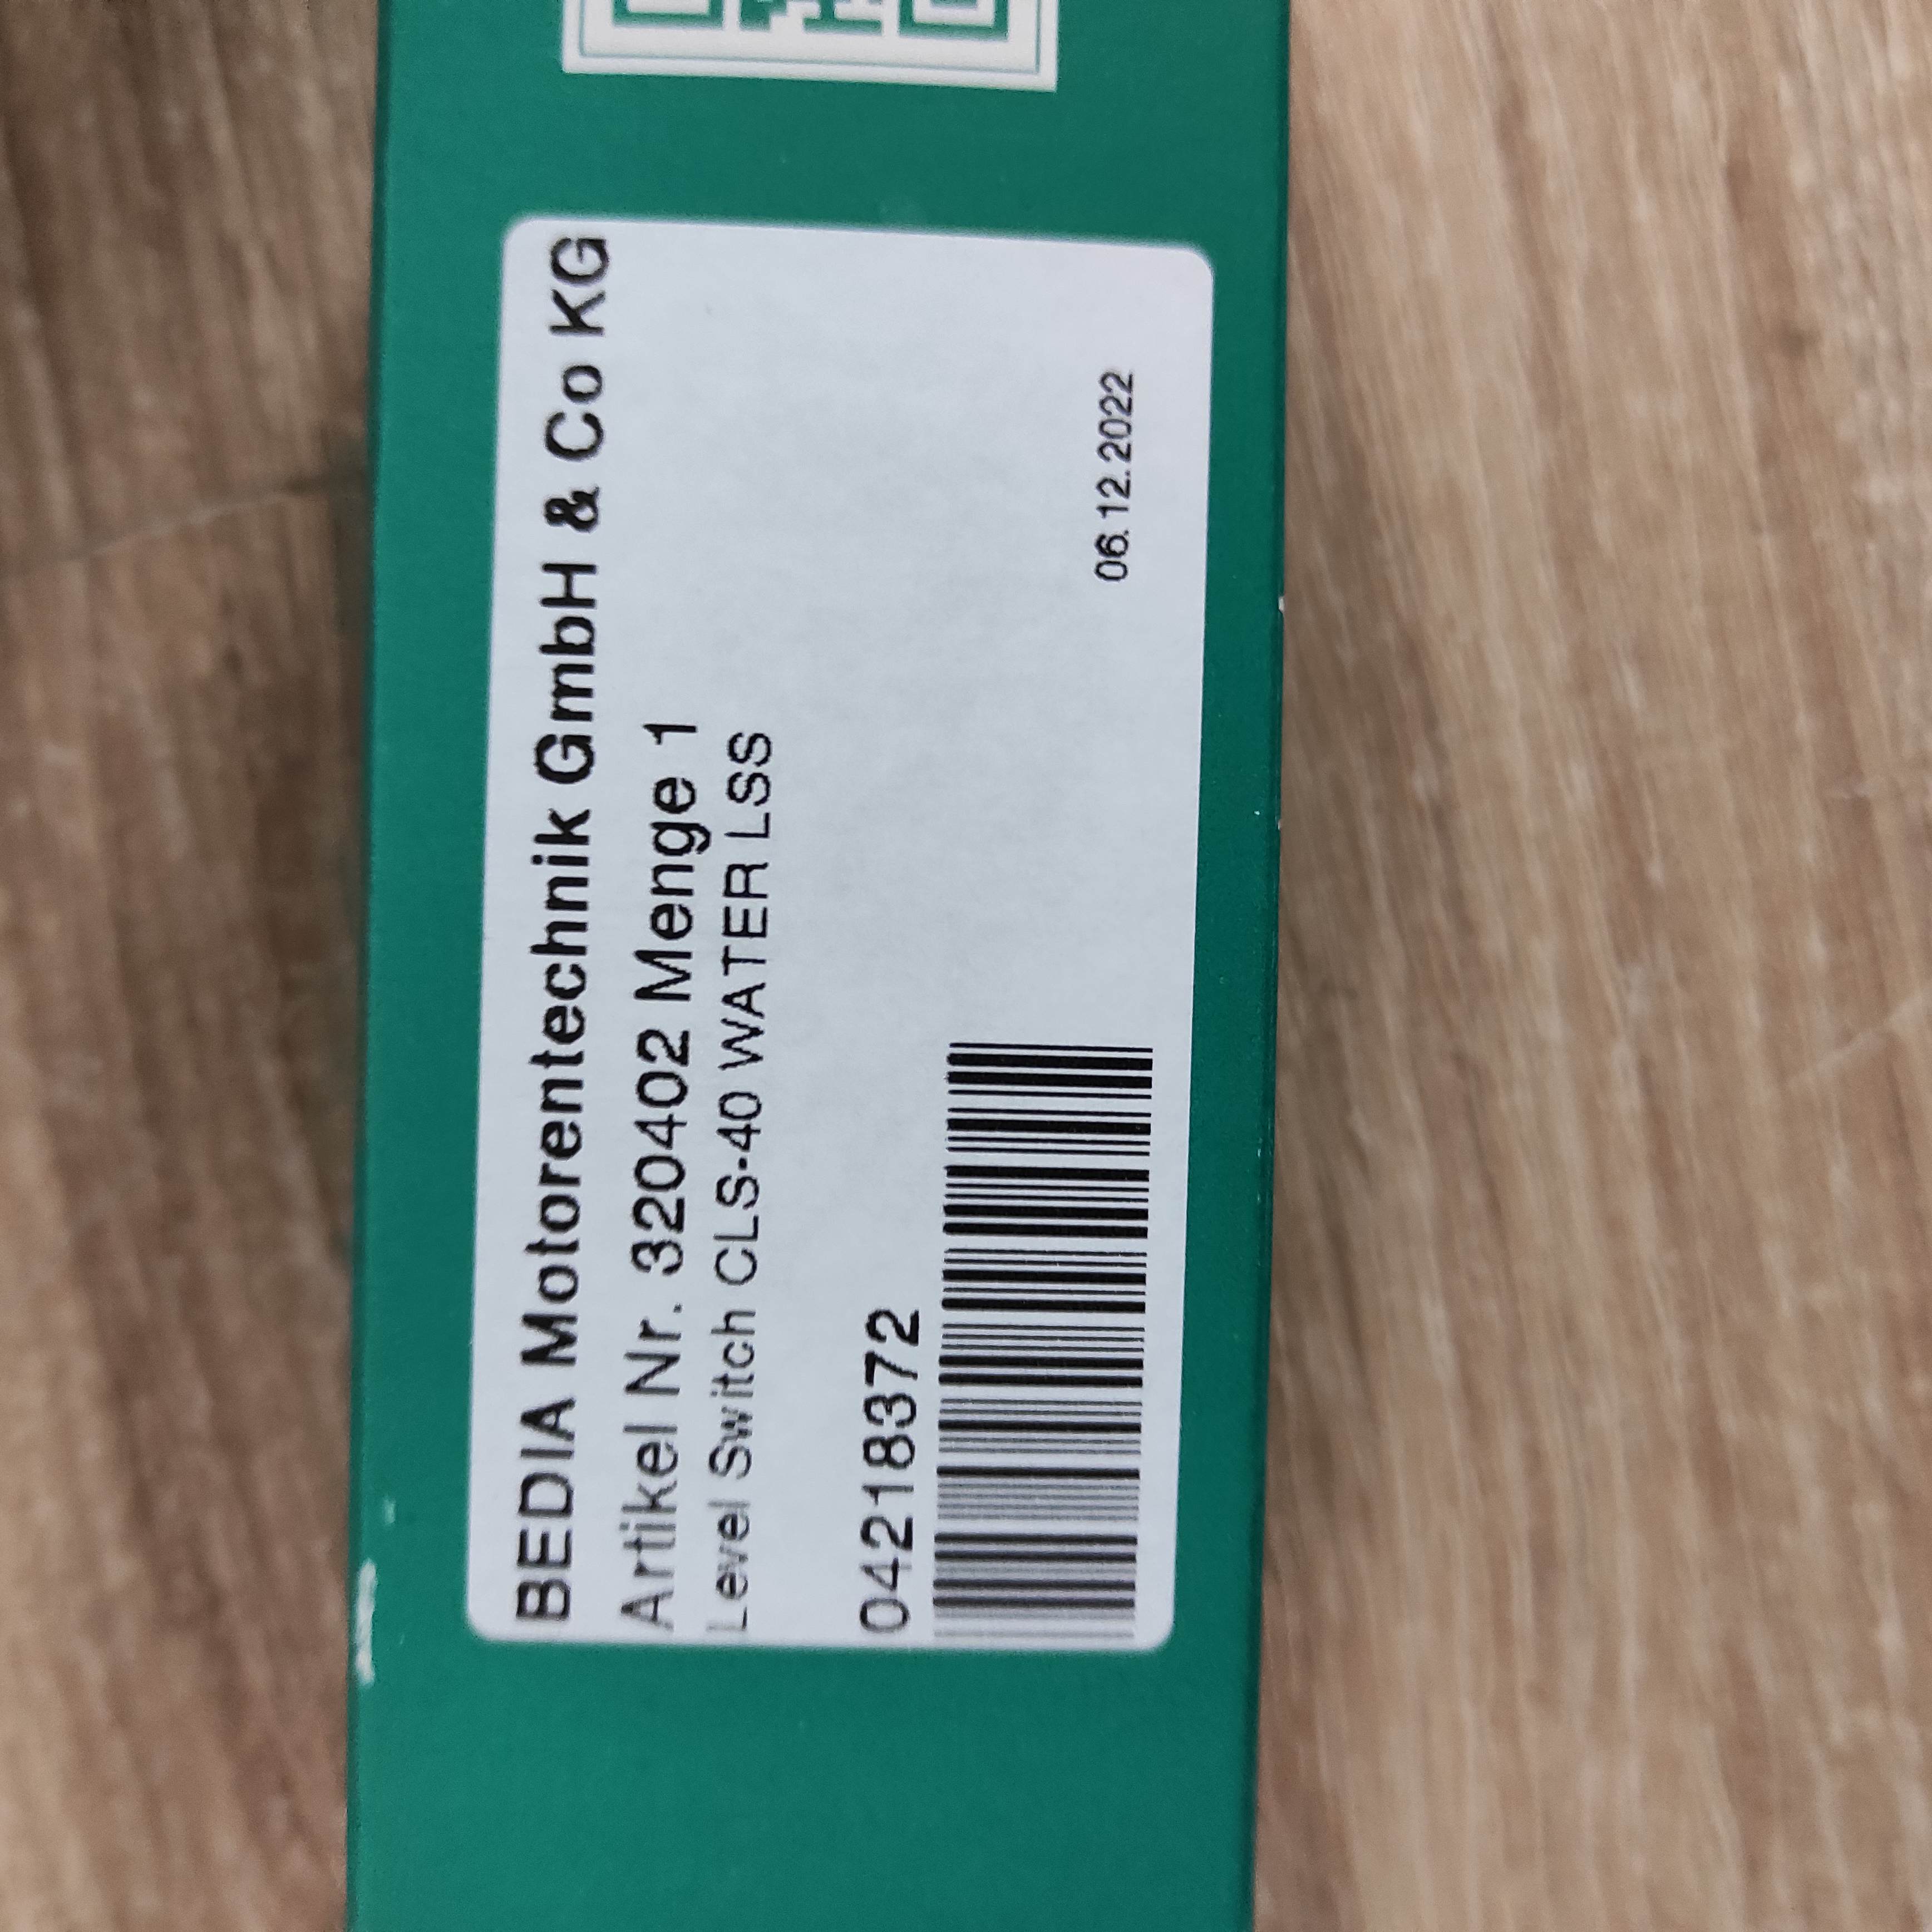 BEDIA Motorentechnik GmbH & Co KG
Artikel Nr. 320402 Menge 1
Level Switch CLS-40 WATER LSS
04218372
06.12.2022